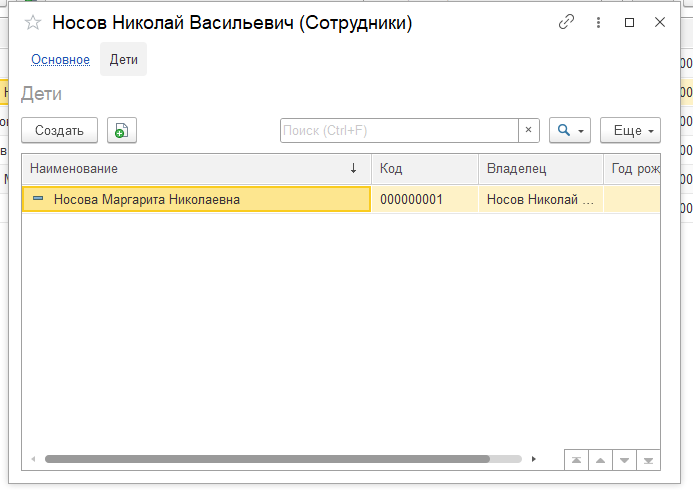 Носов Николай Васильевич (Сотрудники)
Основное Дети
Дети
Создать Поиск (Ctrl+F) × Еще
Наименование ↓ Код Владелец Год рож
Носова Маргарита Николаевна 000000001 Носов Николай ...